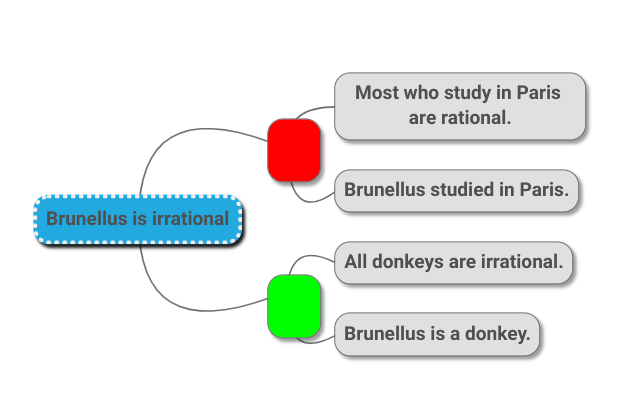 Most who study in Paris
are rational.
Brunellus studied in Paris.
Brunellus is irrational
All donkeys are irrational.
Brunellus is a donkey.